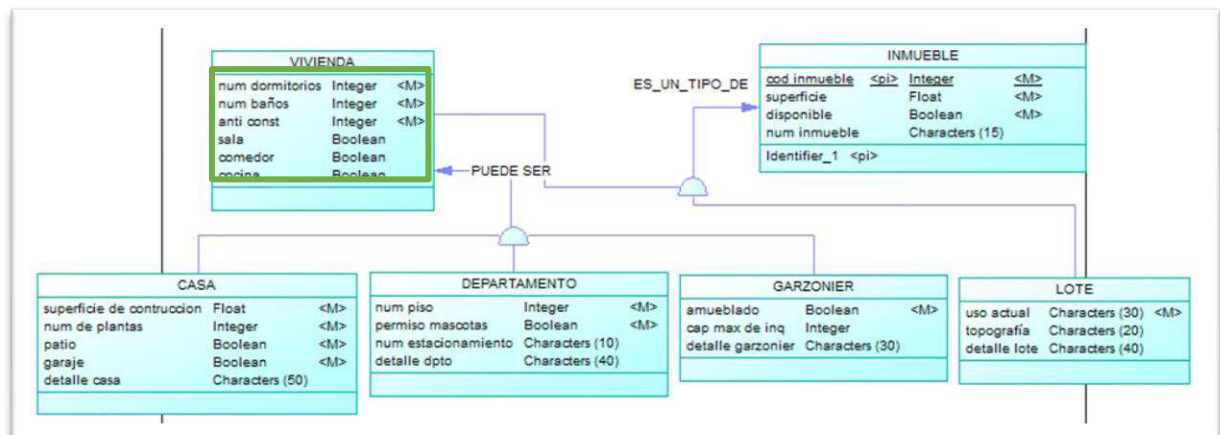 VIVIENDA
num dormitorios Integer <M>
num baños Integer <M>
anti const Integer <M>
sala Boolean
comedor Boolean
cocina Boolean
ES_UN_TIPO_DE
INMUEBLE
cod inmueble <pi> Integer <M>
superficie Float <M>
disponible Boolean <M>
num inmueble Characters (15)
Identifier_1 <pi>
PUEDE SER
CASA
superficie de contruccion Float <M>
num de plantas Integer <M>
patio Boolean <M>
garaje Boolean <M>
detalle casa Characters (50)
DEPARTAMENTO
num piso Integer <M>
permiso mascotas Boolean <M>
num estacionamiento Characters (10)
detalle dpto Characters (40)
GARZONIER
amueblado Boolean <M>
cap max de inq Integer
detalle garzonier Characters (30)
LOTE
uso actual Characters (30) <M>
topografía Characters (20)
detalle lote Characters (40)